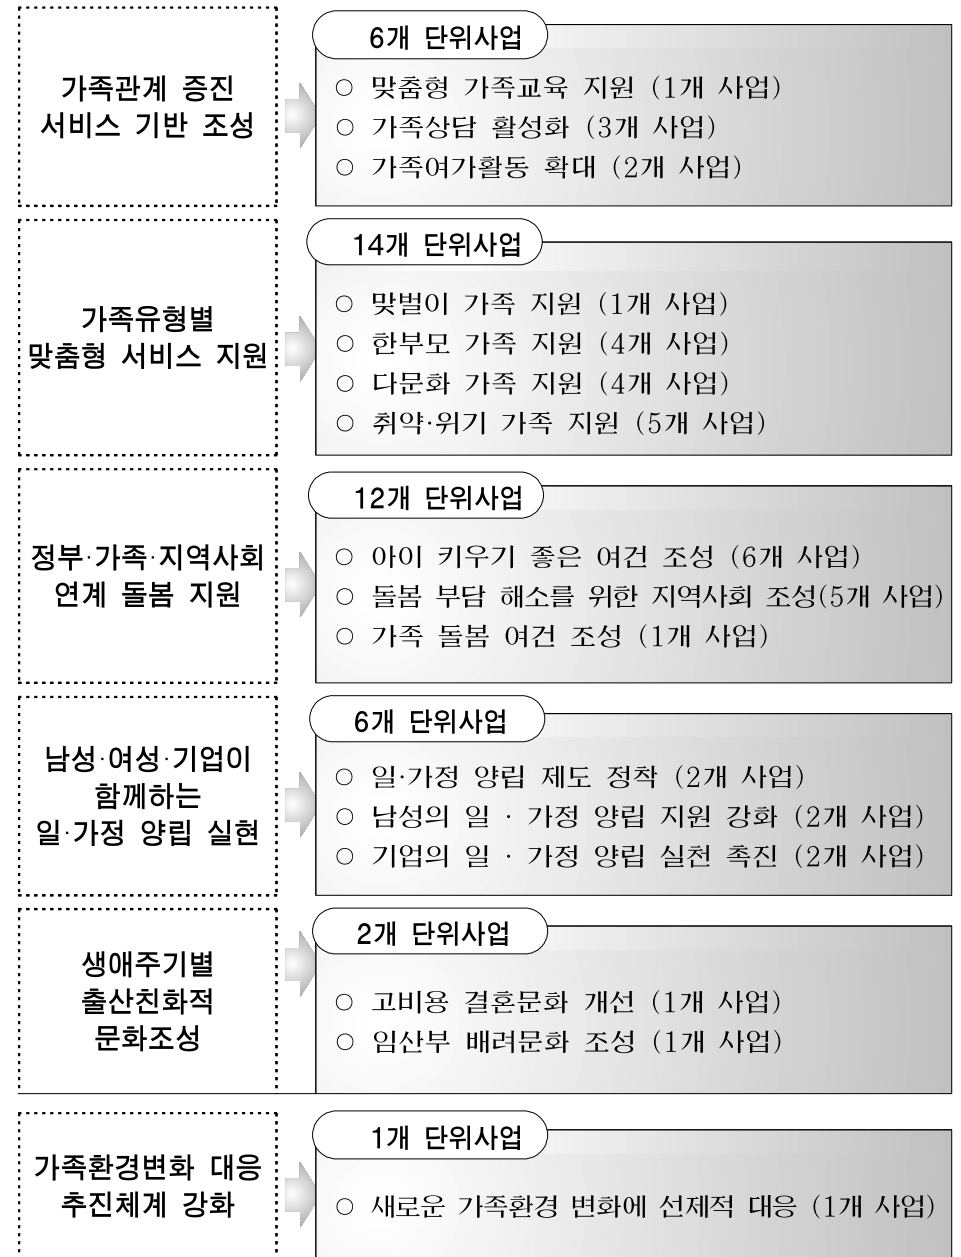 가족관계 증진
서비스 기반 조성
6개 단위사업
○ 맞춤형 가족교육 지원 (1개 사업)
○ 가족상담 활성화 (3개 사업)
○ 가족여가활동 확대 (2개 사업)
가족유형별
맞춤형 서비스 지원
14개 단위사업
○ 맞벌이 가족 지원 (1개 사업)
○ 한부모 가족 지원 (4개 사업)
○ 다문화 가족 지원 (4개 사업)
○ 취약·위기 가족 지원 (5개 사업)
정부·가족·지역사회
연계 돌봄 지원
12개 단위사업
○ 아이 키우기 좋은 여건 조성 (6개 사업)
○ 돌봄 부담 해소를 위한 지역사회 조성(5개 사업)
○ 가족 돌봄 여건 조성 (1개 사업)
남성·여성·기업이
함께하는
일·가정 양립 실현
6개 단위사업
○ 일·가정 양립 제도 정착 (2개 사업)
○ 남성의 일 · 가정 양립 지원 강화 (2개 사업)
○ 기업의 일 · 가정 양립 실천 촉진 (2개 사업)
생애주기별
출산친화적
문화조성
2개 단위사업
○ 고비용 결혼문화 개선 (1개 사업)
○ 임산부 배려문화 조성 (1개 사업)
가족환경변화 대응
추진체계 강화
1개 단위사업
○ 새로운 가족환경 변화에 선제적 대응 (1개 사업)